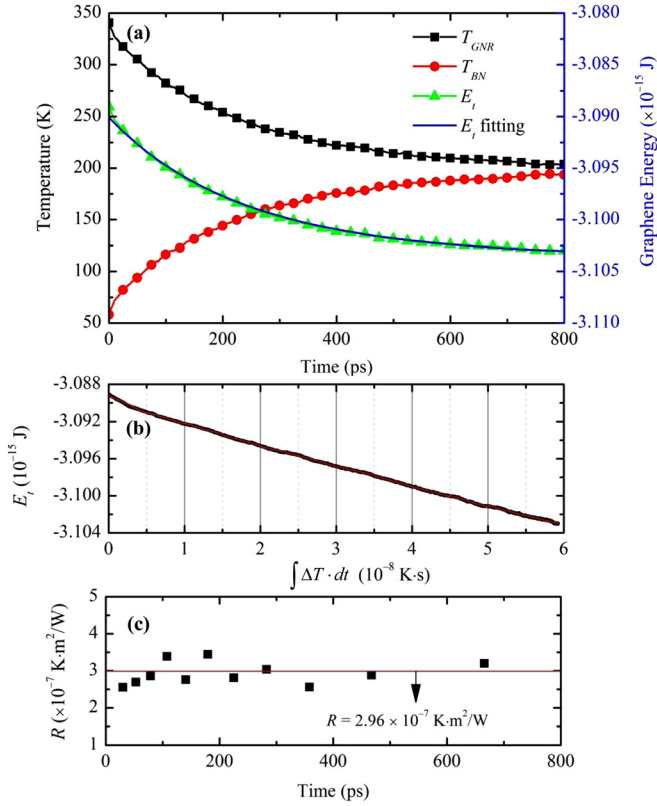 (a)
T_GNR
T_BN
E_t
E_t fitting
350
300
250
200
150
100
50
Temperature (K)
-3.080
-3.085
-3.090
-3.095
-3.100
-3.105
-3.110
Graphene Energy (×10⁻¹⁵ J)
0 200 400 600 800
Time (ps)
(b)
-3.088
-3.092
-3.096
-3.100
-3.104
E_t (10⁻¹⁵ J)
0 1 2 3 4 5 6
∫ΔT·dt (10⁻⁸ K·s)
(c)
5
4
3
2
1
R (×10⁻⁷ K·m²/W)
R = 2.96 × 10⁻⁷ K·m²/W
0 200 400 600 800
Time (ps)